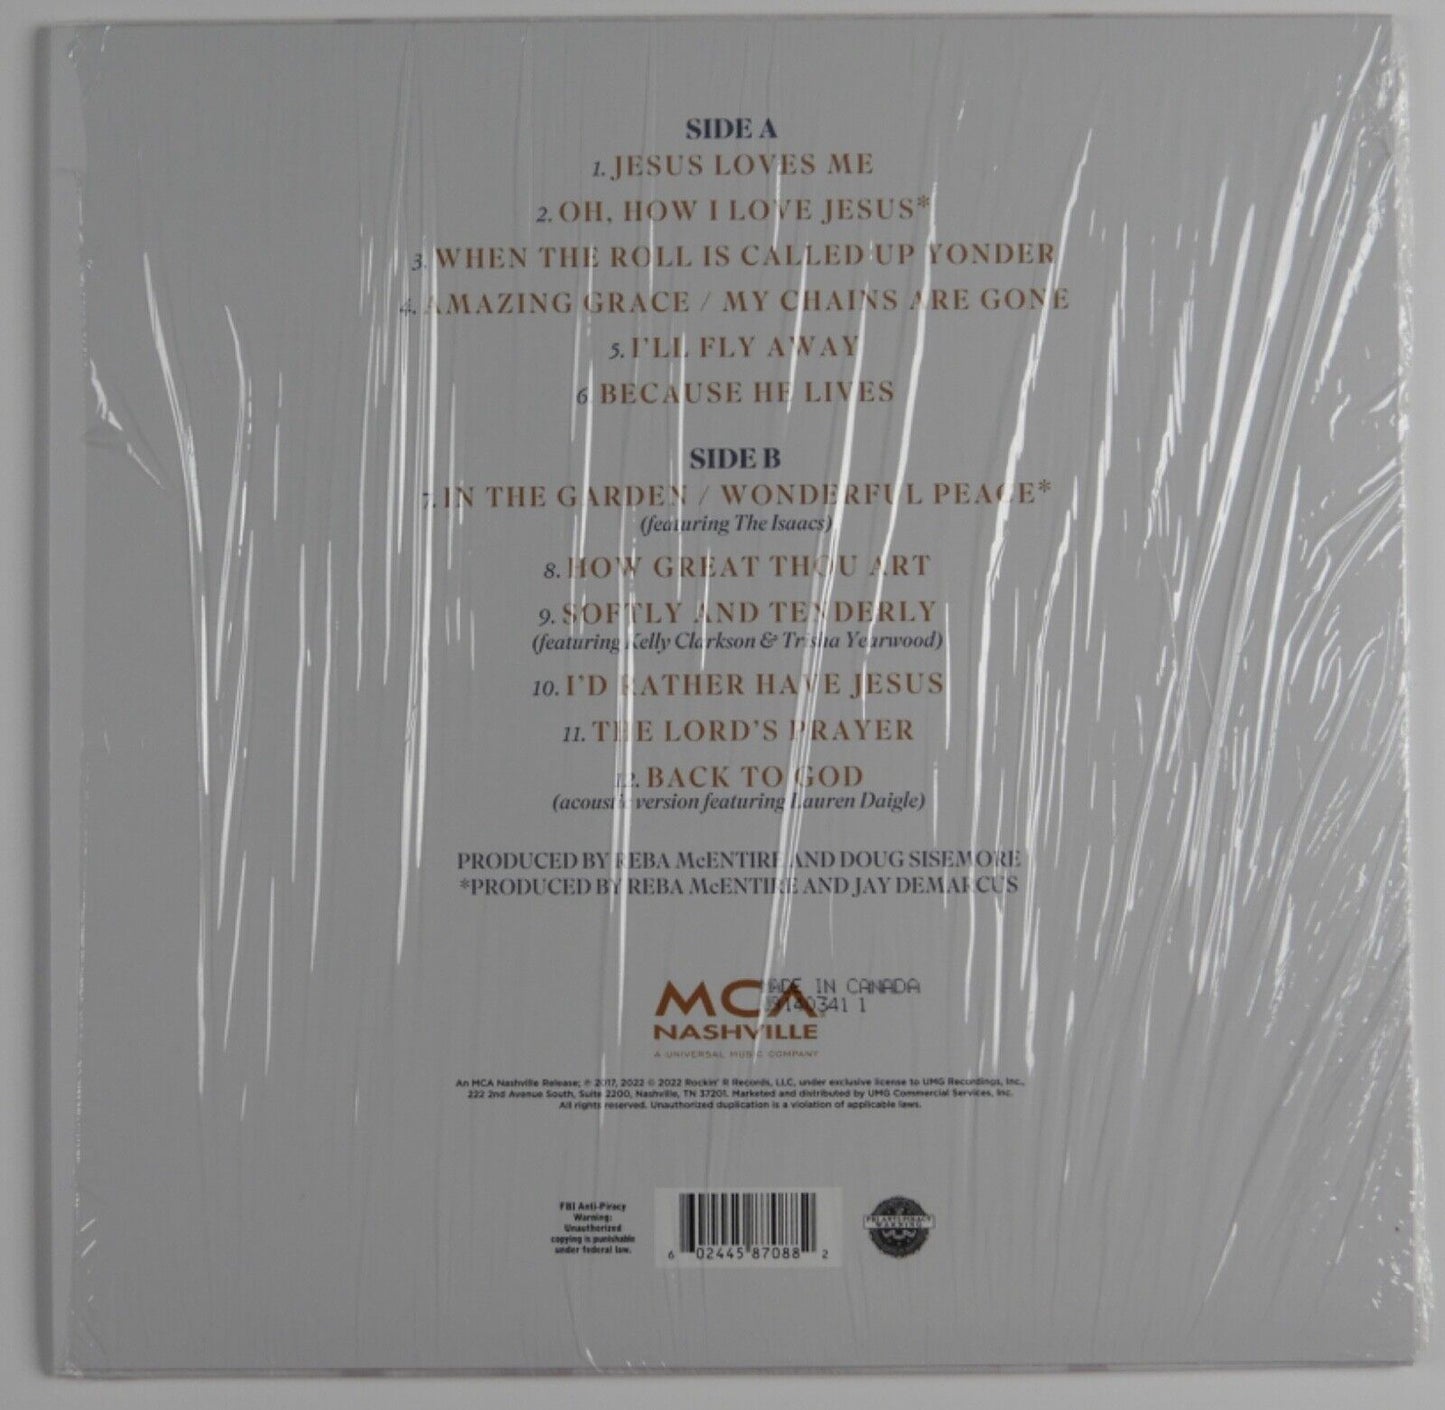 SIDE A
1. JESUS LOVES ME
2. OH, HOW I LOVE JESUS*
3. WHEN THE ROLL IS CALLED UP YONDER
4. AMAZING GRACE / MY CHAINS ARE GONE
5. I'LL FLY AWAY
6. BECAUSE HE LIVES
SIDE B
7. IN THE GARDEN / WONDERFUL PEACE*
(featuring The Isaacs)
8. HOW GREAT THOU ART
9. SOFTLY AND TENDERLY
(featuring Kelly Clarkson & Trisha Yearwood)
10. I'D RATHER HAVE JESUS
11. THE LORD'S PRAYER
12. BACK TO GOD
(acoustic version featuring Lauren Daigle)
PRODUCED BY REBA McENTIRE AND DOUG SISEMORE
*PRODUCED BY REBA McENTIRE AND JAY DEMARCUS
MCA
MADE IN CANADA
NASHVILLE
A UNIVERSAL MUSIC COMPANY
An MCA Nashville Release; ℗ 2017, 2022 © 2022 Rockin' R Records, LLC, under exclusive license to UMG Recordings, Inc.,
222 2nd Avenue South, Suite 2200, Nashville, TN 37201. Marketed and distributed by UMG Commercial Services, Inc.
All rights reserved. Unauthorized duplication is a violation of applicable laws.
FBI Anti-Piracy
Warning:
Unauthorized
copying is punishable
under federal law.
6 02445 87088 2
FBI ANTI-PIRACY
WARNING